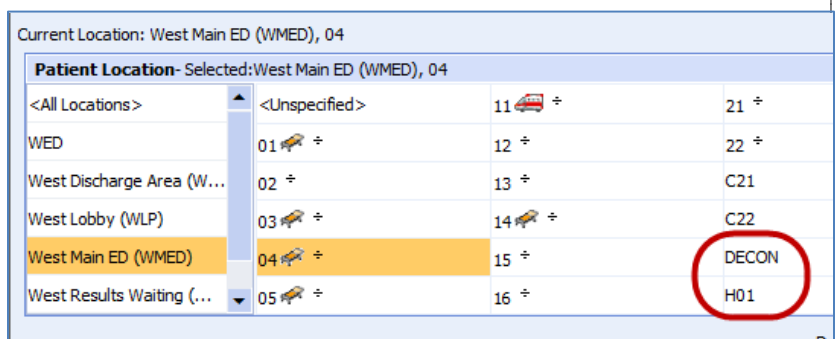 Current Location: West Main ED (WMED), 04
Patient Location- Selected:West Main ED (WMED), 04
<All Locations> <Unspecified> 11 ÷ 21 ÷
WED 01 ÷ 12 ÷ 22 ÷
West Discharge Area (W... 02 ÷ 13 ÷ C21
West Lobby (WLP) 03 ÷ 14 ÷ C22
West Main ED (WMED) 04 ÷ 15 ÷ DECON
West Results Waiting (... 05 ÷ 16 ÷ H01